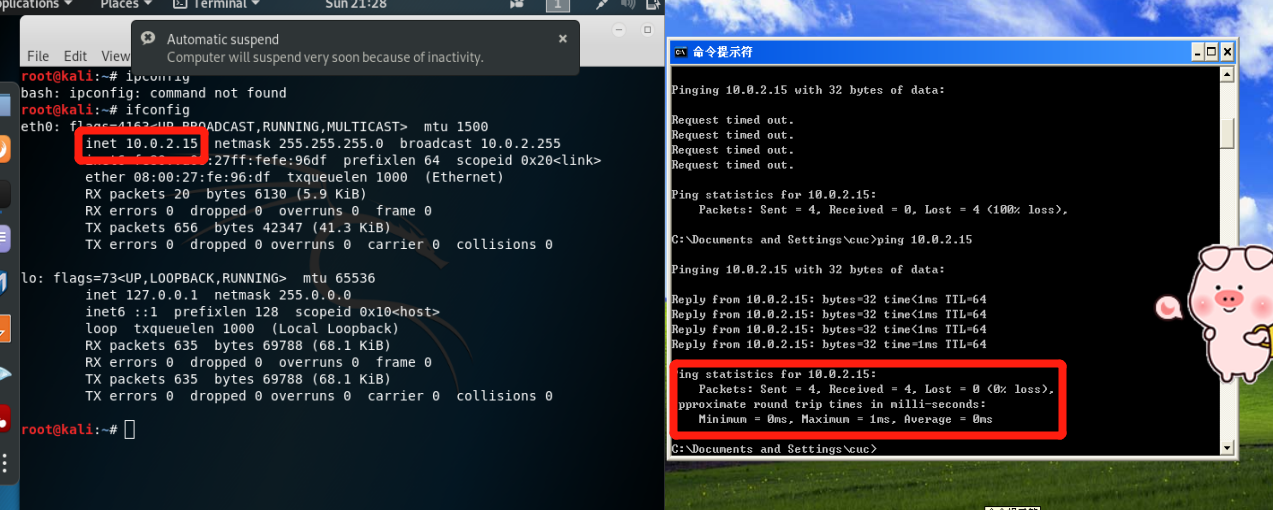 Applications Places Terminal Sun 21:28 1
Automatic suspend
Computer will suspend very soon because of inactivity.
File Edit View
root@kali:~# ipconfig
bash: ipconfig: command not found
root@kali:~# ifconfig
eth0: flags=4163<UP,BROADCAST,RUNNING,MULTICAST> mtu 1500
inet 10.0.2.15 netmask 255.255.255.0 broadcast 10.0.2.255
prefixlen 64 scopeid 0x20<link>
ether 08:00:27:fe:96:df txqueuelen 1000 (Ethernet)
RX packets 20 bytes 6130 (5.9 KiB)
RX errors 0 dropped 0 overruns 0 frame 0
TX packets 656 bytes 42347 (41.3 KiB)
TX errors 0 dropped 0 overruns 0 carrier 0 collisions 0
lo: flags=73<UP,LOOPBACK,RUNNING> mtu 65536
inet 127.0.0.1 netmask 255.0.0.0
inet6 ::1 prefixlen 128 scopeid 0x10<host>
loop txqueuelen 1000 (Local Loopback)
RX packets 635 bytes 69788 (68.1 KiB)
RX errors 0 dropped 0 overruns 0 frame 0
TX packets 635 bytes 69788 (68.1 KiB)
TX errors 0 dropped 0 overruns 0 carrier 0 collisions 0
root@kali:~#
命令提示符
Pinging 10.0.2.15 with 32 bytes of data:
Request timed out.
Request timed out.
Request timed out.
Request timed out.
Ping statistics for 10.0.2.15:
Packets: Sent = 4, Received = 0, Lost = 4 (100% loss),
C:\Documents and Settings\cuc>ping 10.0.2.15
Pinging 10.0.2.15 with 32 bytes of data:
Reply from 10.0.2.15: bytes=32 time<1ms TTL=64
Reply from 10.0.2.15: bytes=32 time<1ms TTL=64
Reply from 10.0.2.15: bytes=32 time<1ms TTL=64
Reply from 10.0.2.15: bytes=32 time=1ms TTL=64
Ping statistics for 10.0.2.15:
Packets: Sent = 4, Received = 4, Lost = 0 (0% loss),
Approximate round trip times in milli-seconds:
Minimum = 0ms, Maximum = 1ms, Average = 0ms
C:\Documents and Settings\cuc>